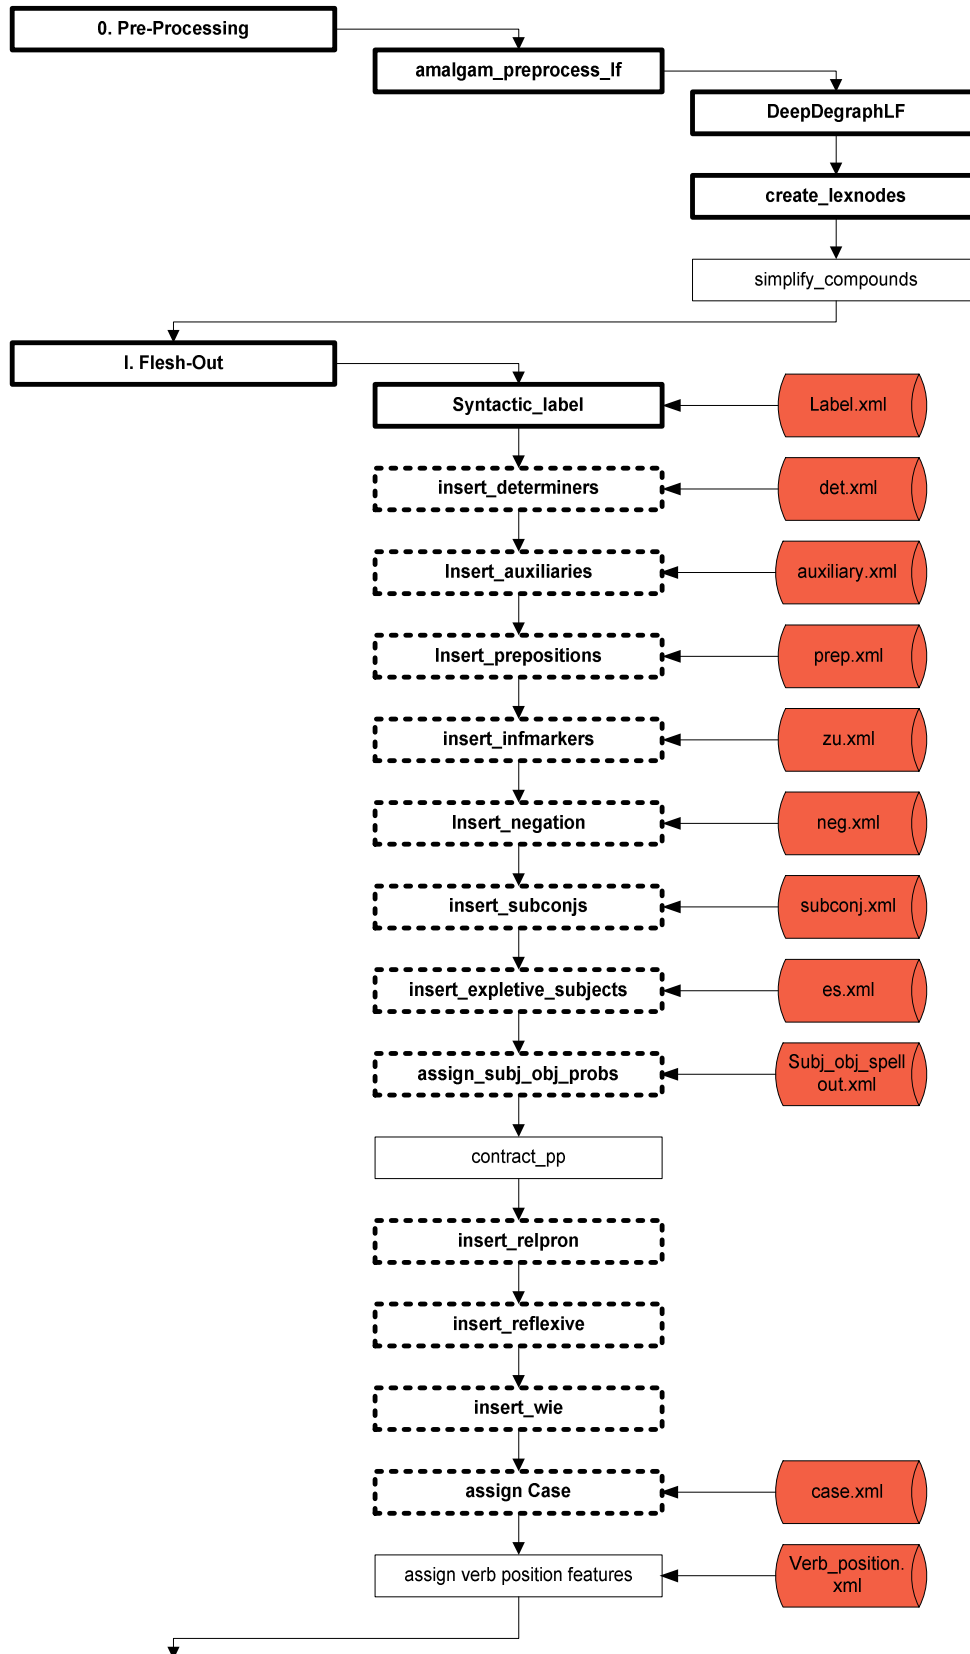 0. Pre-Processing
amalgam_preprocess_lf
DeepDegraphLF
create_lexnodes
simplify_compounds
I. Flesh-Out
Syntactic_label
Label.xml
insert_determiners
det.xml
Insert_auxiliaries
auxiliary.xml
Insert_prepositions
prep.xml
insert_infmarkers
zu.xml
Insert_negation
neg.xml
insert_subconjs
subconj.xml
insert_expletive_subjects
es.xml
assign_subj_obj_probs
Subj_obj_spell
out.xml
contract_pp
insert_relpron
insert_reflexive
insert_wie
assign Case
case.xml
assign verb position features
Verb_position.
xml